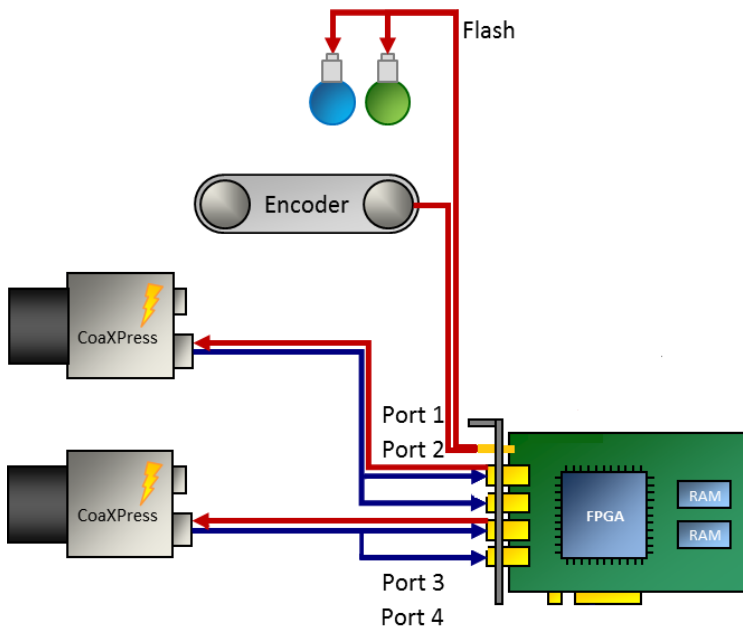 Flash
Encoder
CoaXPress
Port 1
Port 2
CoaXPress
FPGA
RAM
RAM
Port 3
Port 4